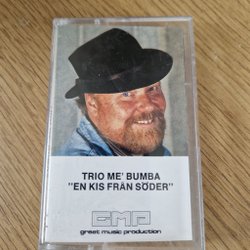 TRIO ME' BUMBA
"EN KIS FRÅN SÖDER"
GMP
great music production